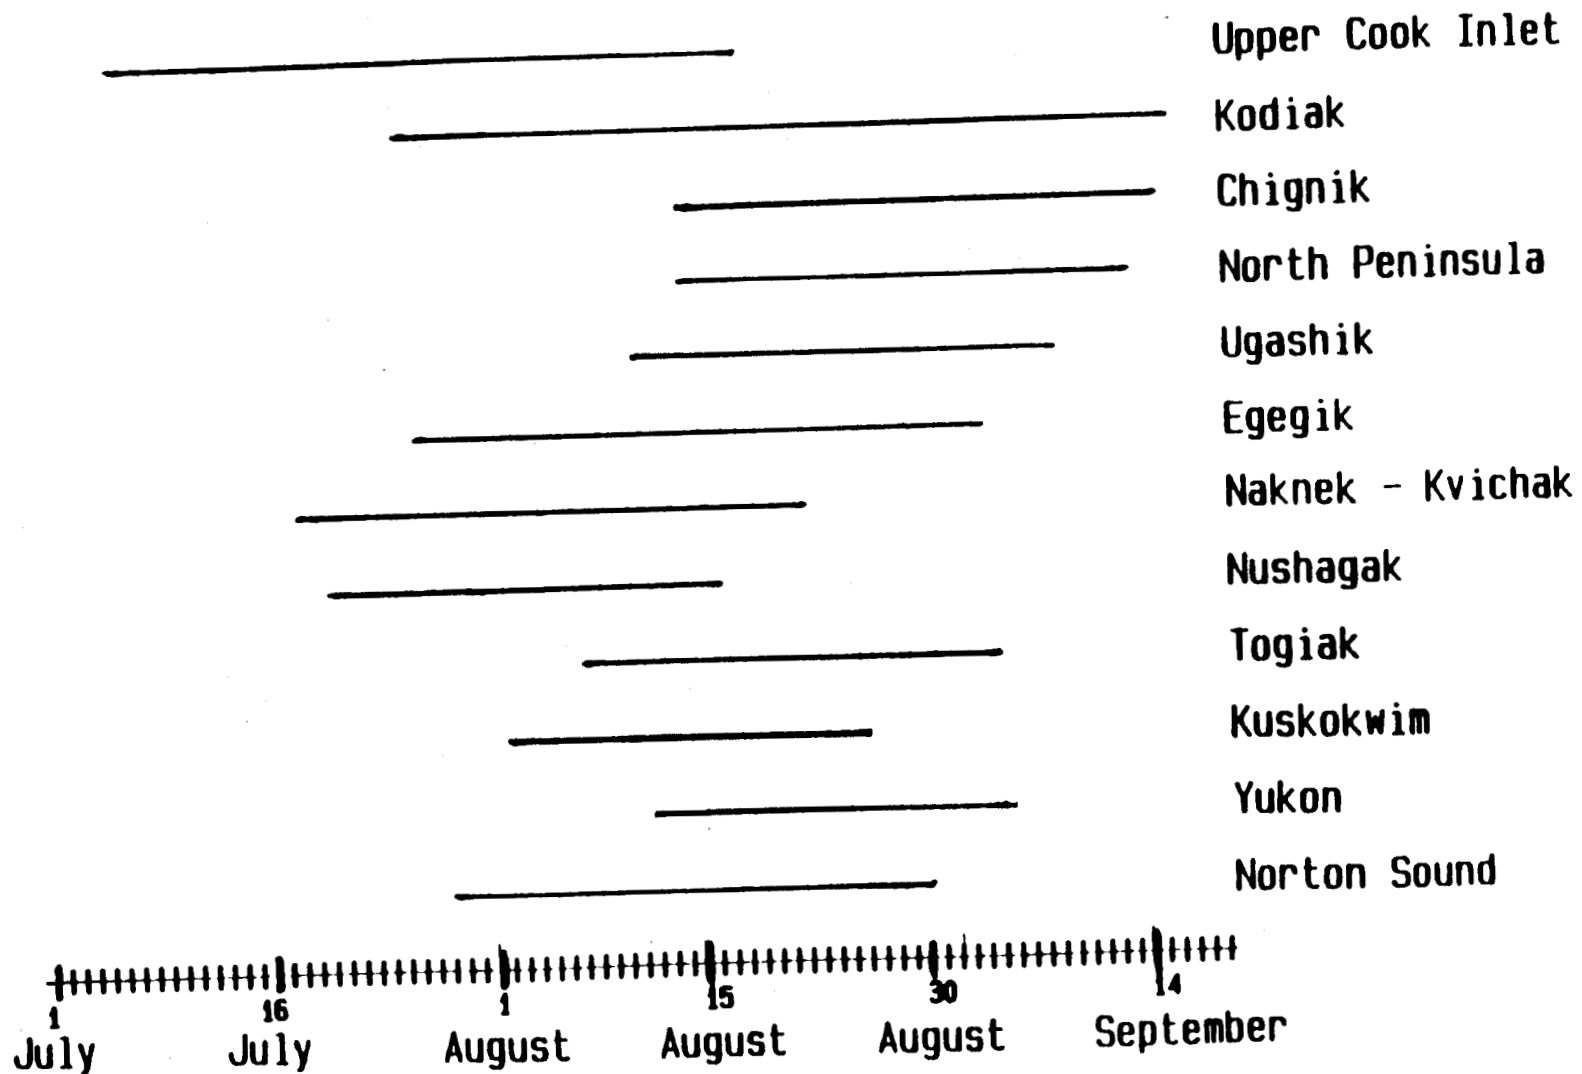 Upper Cook Inlet
Kodiak
Chignik
North Peninsula
Ugashik
Egegik
Naknek - Kvichak
Nushagak
Togiak
Kuskokwim
Yukon
Norton Sound
1 16 1 15 30 14
July July August August August September